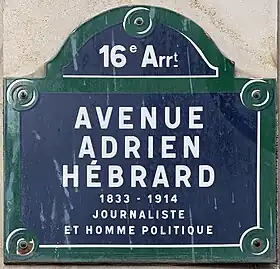 16e Arrt
AVENUE
ADRIEN
HÉBRARD
1833 - 1914
JOURNALISTE
ET HOMME POLITIQUE